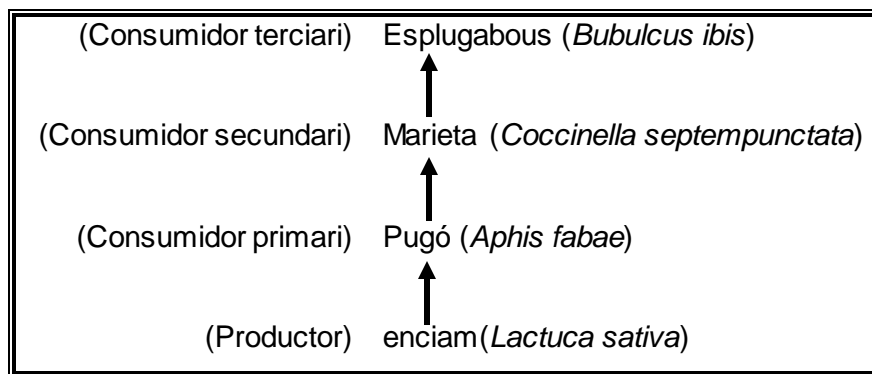 (Consumidor terciari) Esplugabous (Bubulcus ibis)
(Consumidor secundari) Marieta (Coccinella septempunctata)
(Consumidor primari) Pugó (Aphis fabae)
(Productor) enciam(Lactuca sativa)